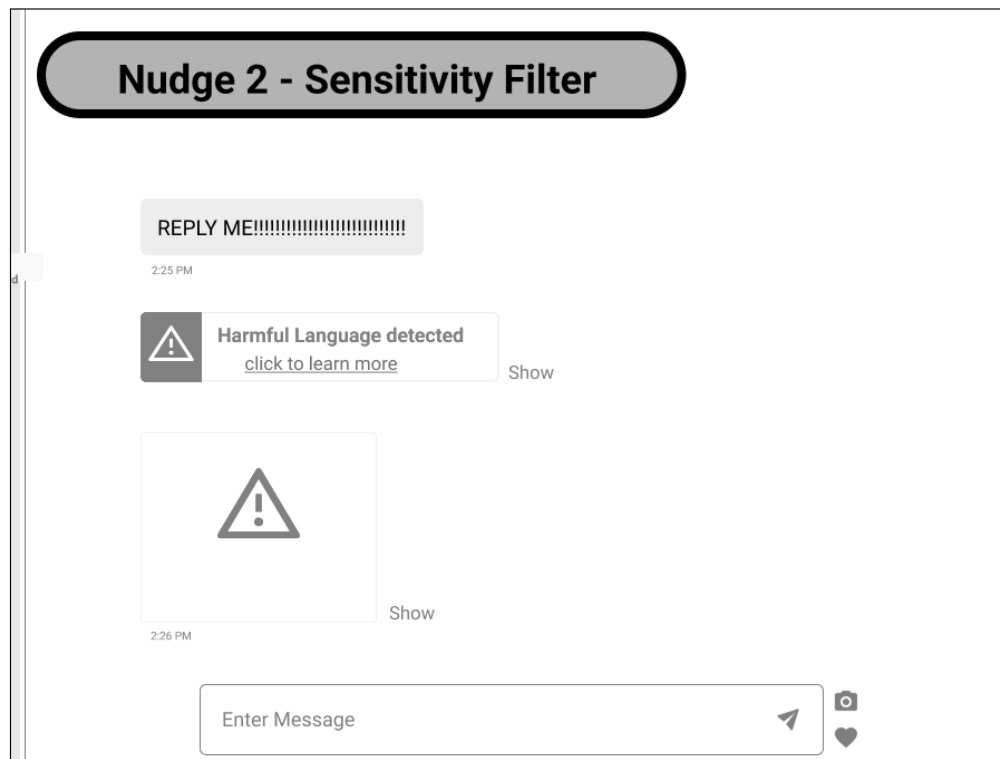 Nudge 2 - Sensitivity Filter
REPLY ME!!!!!!!!!!!!!!!!!!!!!!!!!!!!
2:25 PM
d
Harmful Language detected
click to learn more
Show
Show
2:26 PM
Enter Message